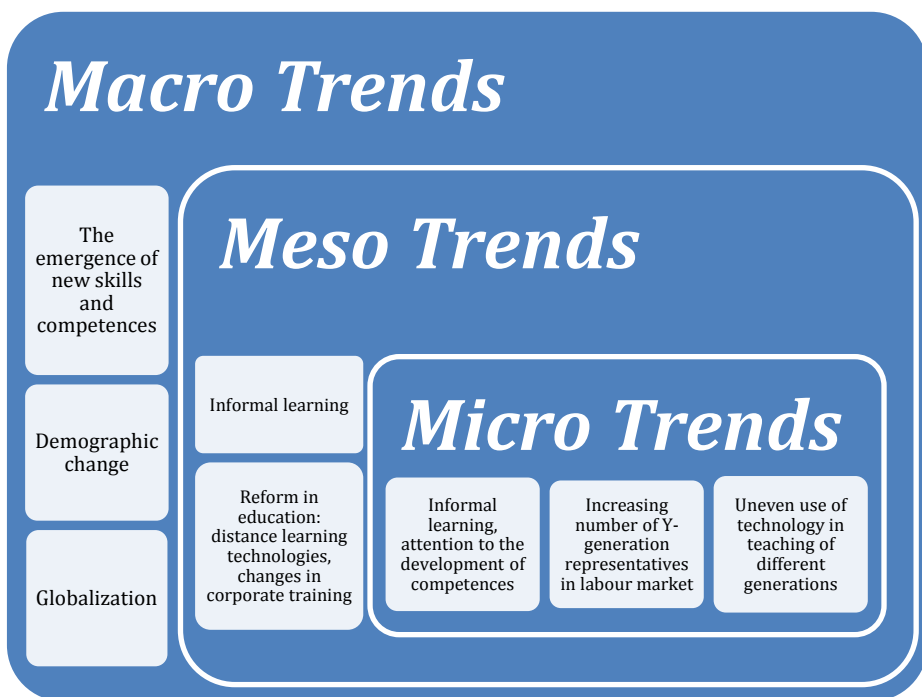 Macro Trends
The
emergence of
new skills
and
competences
Demographic
change
Globalization
Meso Trends
Informal learning
Reform in
education:
distance learning
technologies,
changes in
corporate training
Micro Trends
Informal
learning,
attention to the
development of
competences
Increasing
number of Y-
generation
representatives
in labour market
Uneven use of
technology in
teaching of
different
generations